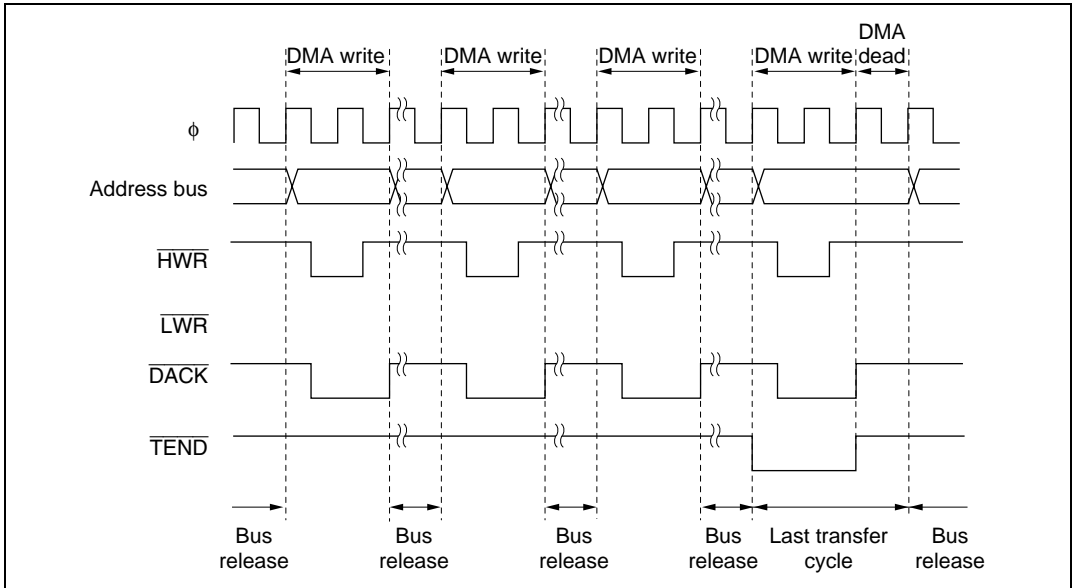 DMA
DMA write DMA write DMA write DMA write dead
ϕ
Address bus
HWR
LWR
DACK
TEND
Bus release Bus release Bus release Bus release Last transfer cycle Bus release